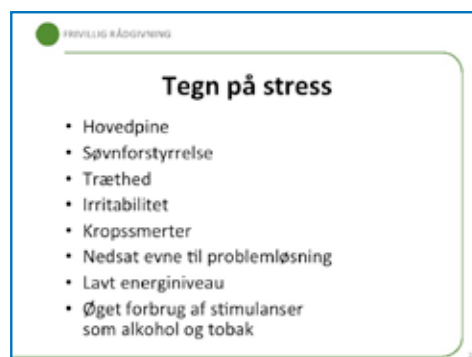 FRIVILLIG RÅDGIVNING
Tegn på stress
• Hovedpine
• Søvnforstyrrelse
• Træthed
• Irritabilitet
• Kropssmerter
• Nedsat evne til problemløsning
• Lavt energiniveau
• Øget forbrug af stimulanser
som alkohol og tobak